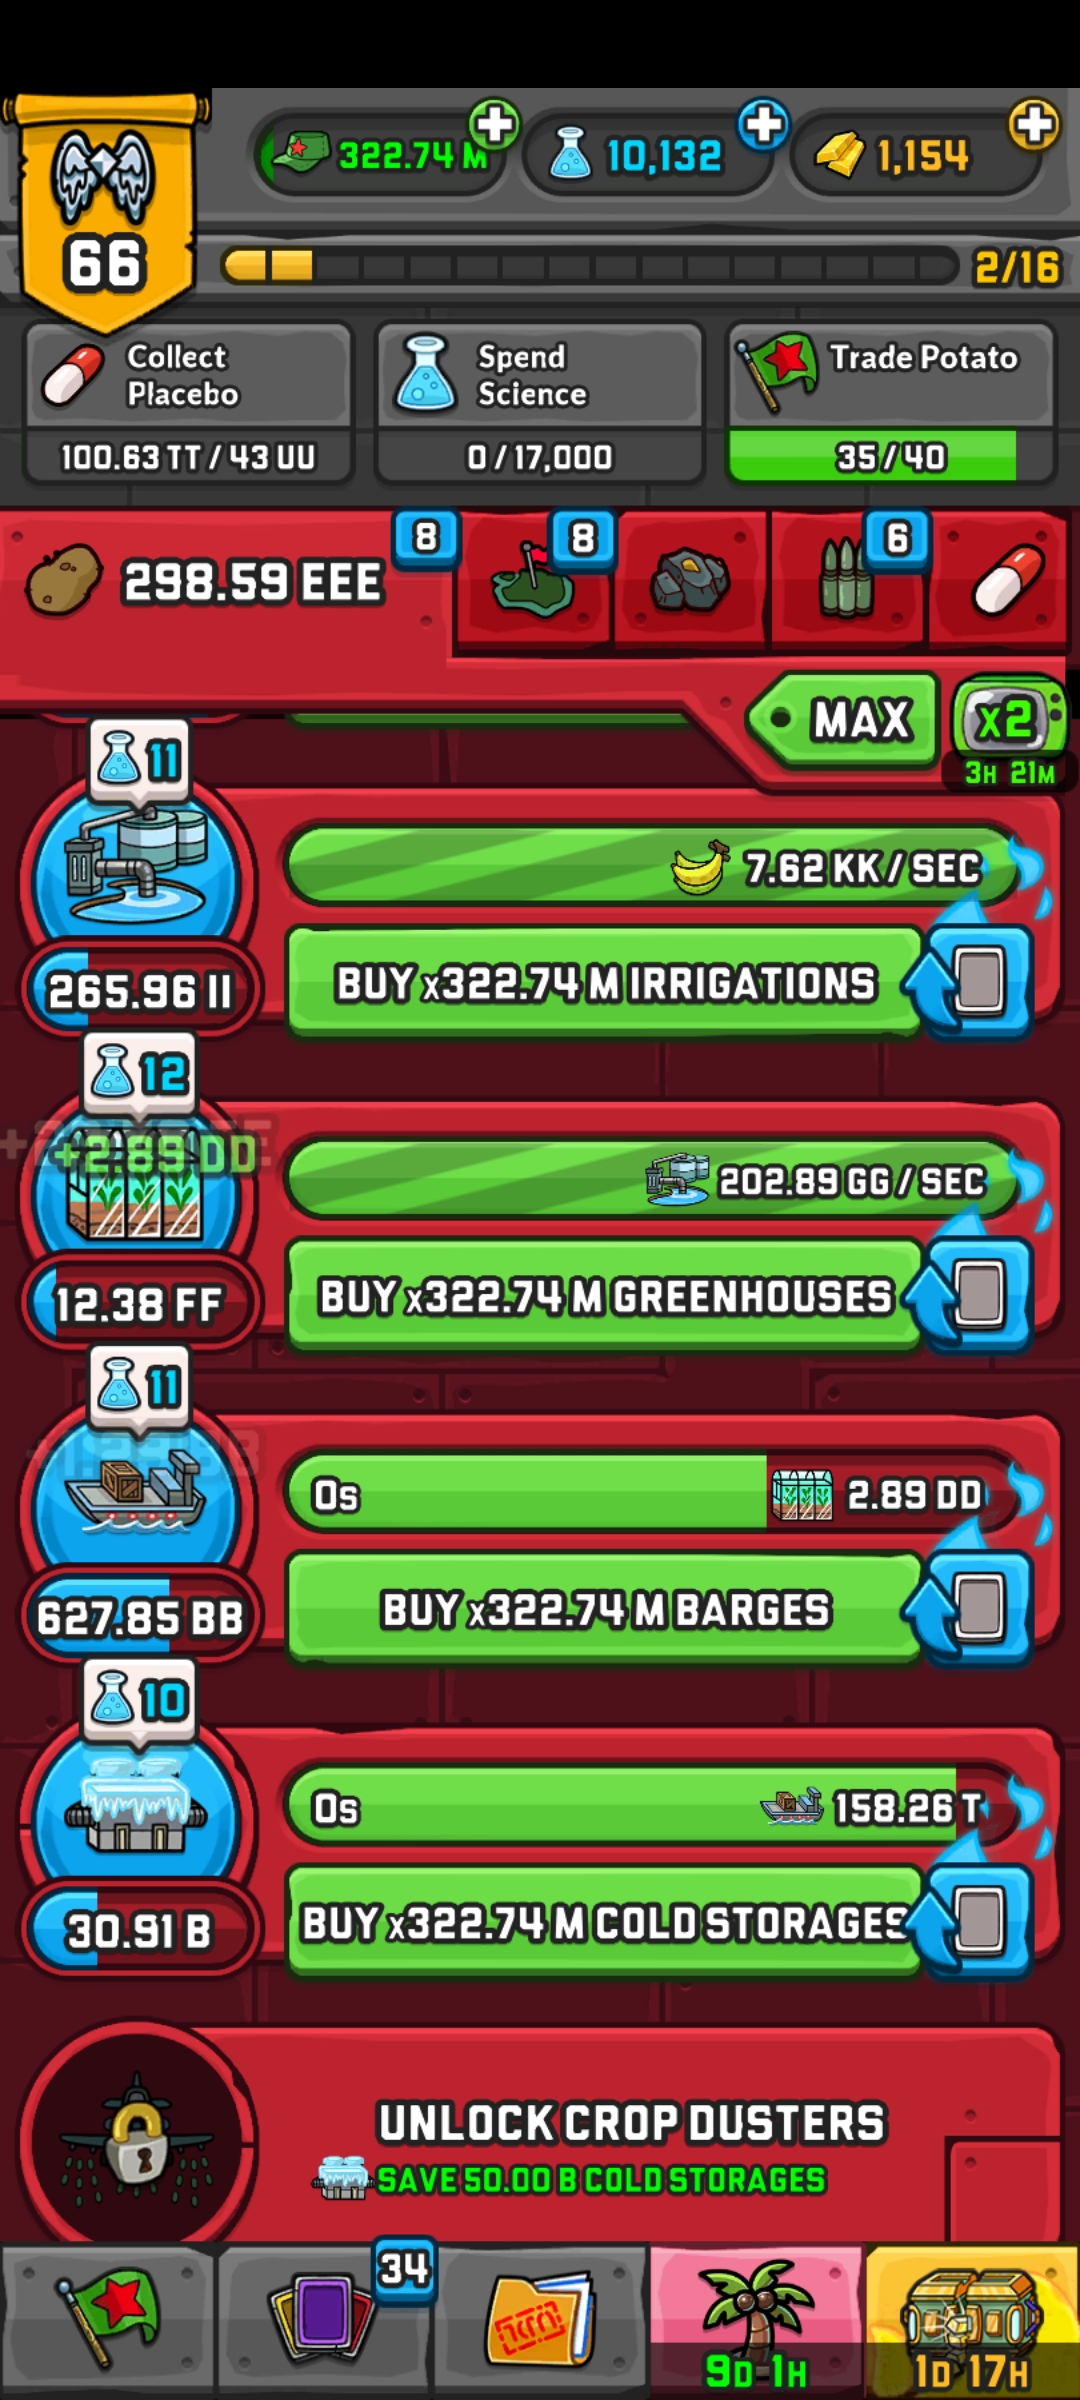 322.74 M
10,132
1,154
66
2/16
Collect
Placebo
100.63 TT / 43 UU
Spend
Science
0 / 17,000
Trade Potato
35 / 40
298.59 EEE
8
8
6
MAX
x2
3H 21M
11
7.62 KK / SEC
265.96 II
BUY x322.74 M IRRIGATIONS
12
+2.89 DD
202.89 GG / SEC
12.38 FF
BUY x322.74 M GREENHOUSES
11
0s
2.89 DD
627.85 BB
BUY x322.74 M BARGES
10
0s
158.26 T
30.91 B
BUY x322.74 M COLD STORAGES
UNLOCK CROP DUSTERS
SAVE 50.00 B COLD STORAGES
34
9D 1H
1D 17H